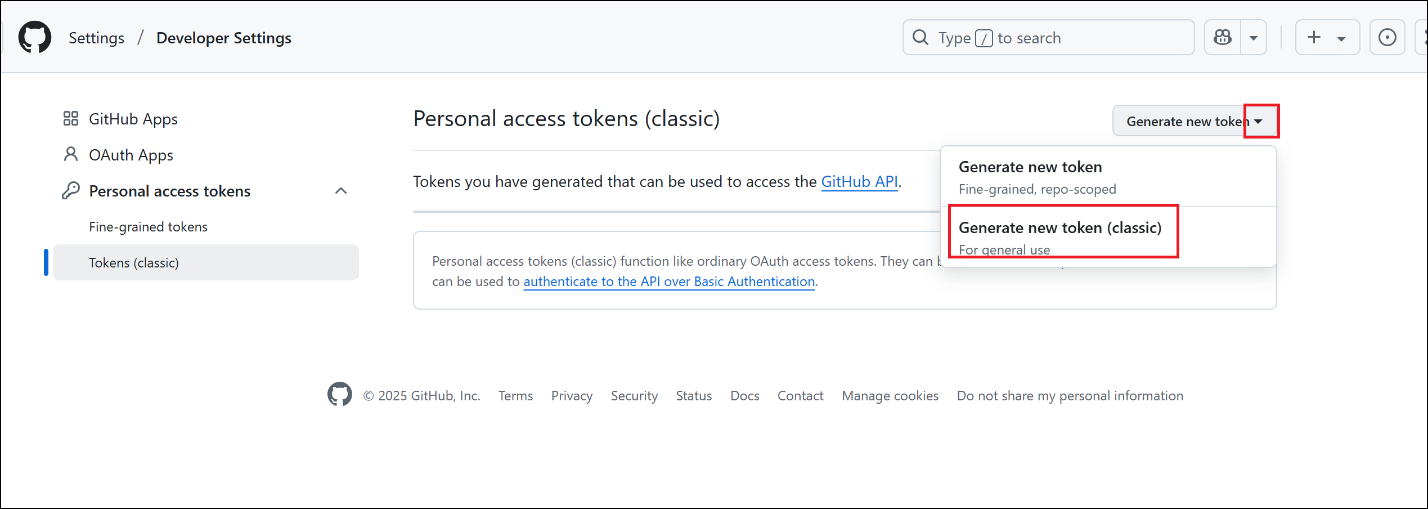 Settings / Developer Settings
Type / to search
GitHub Apps
OAuth Apps
Personal access tokens
Fine-grained tokens
Tokens (classic)
Personal access tokens (classic)
Generate new token
Generate new token
Fine-grained, repo-scoped
Generate new token (classic)
For general use
Tokens you have generated that can be used to access the GitHub API.
Personal access tokens (classic) function like ordinary OAuth access tokens. They can
can be used to authenticate to the API over Basic Authentication.
© 2025 GitHub, Inc. Terms Privacy Security Status Docs Contact Manage cookies Do not share my personal information